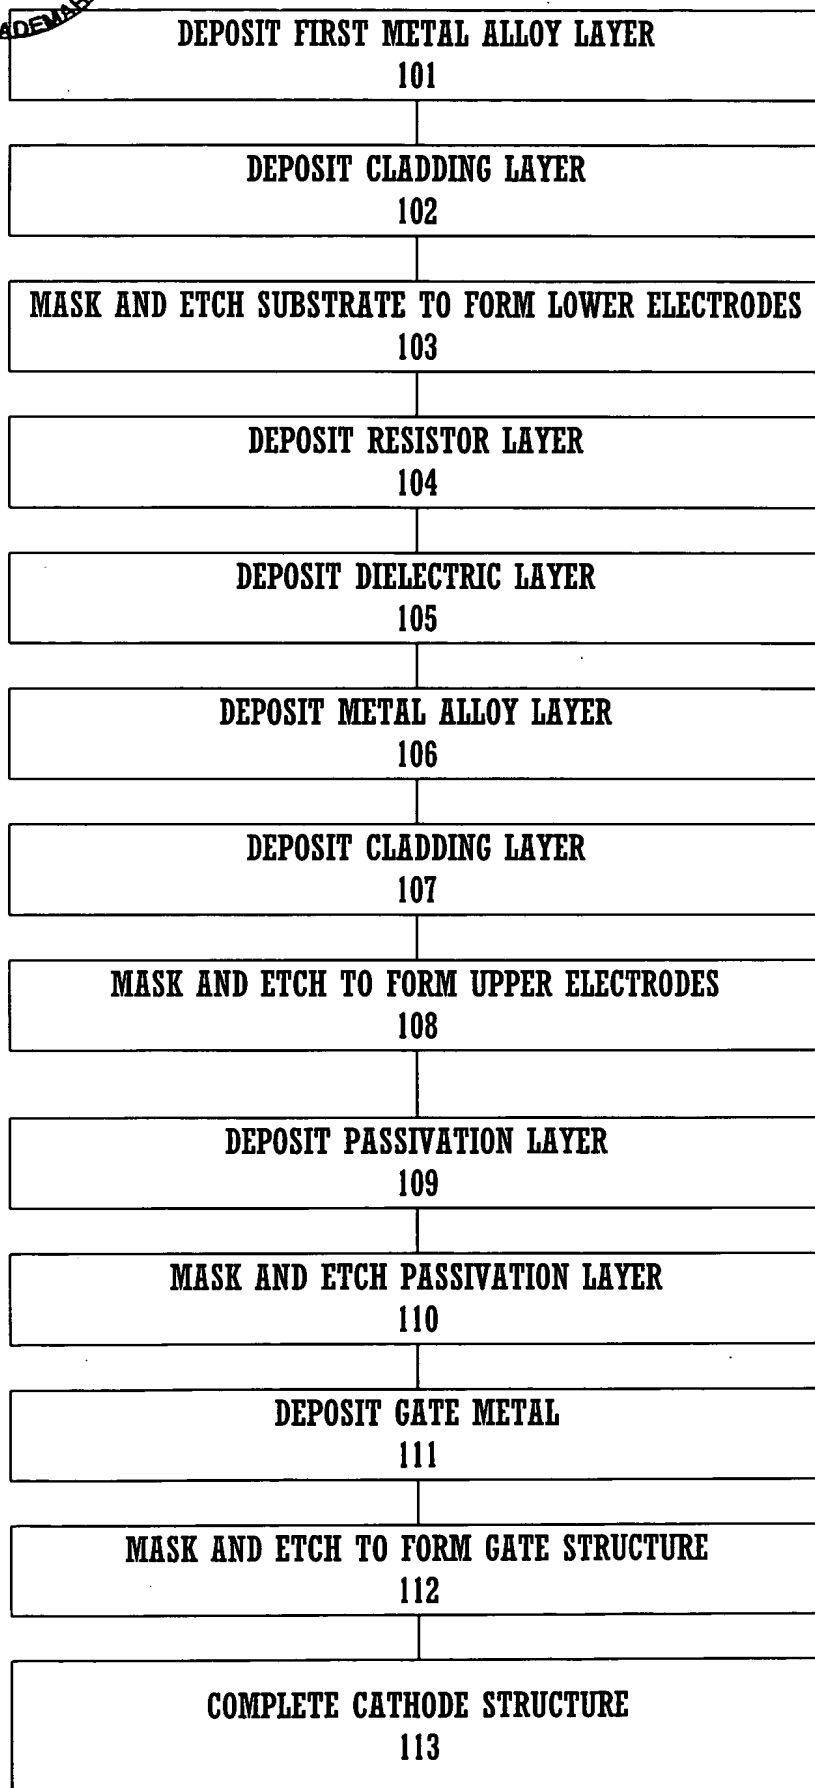 DEPOSIT FIRST METAL ALLOY LAYER
101
DEPOSIT CLADDING LAYER
102
MASK AND ETCH SUBSTRATE TO FORM LOWER ELECTRODES
103
DEPOSIT RESISTOR LAYER
104
DEPOSIT DIELECTRIC LAYER
105
DEPOSIT METAL ALLOY LAYER
106
DEPOSIT CLADDING LAYER
107
MASK AND ETCH TO FORM UPPER ELECTRODES
108
DEPOSIT PASSIVATION LAYER
109
MASK AND ETCH PASSIVATION LAYER
110
DEPOSIT GATE METAL
111
MASK AND ETCH TO FORM GATE STRUCTURE
112
COMPLETE CATHODE STRUCTURE
113